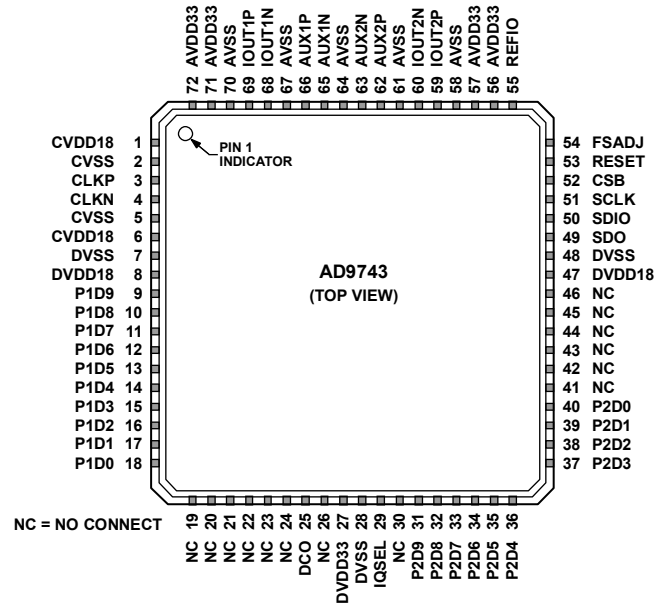 72 AVDD33
71 AVDD33
70 AVSS
69 IOUT1P
68 IOUT1N
67 AVSS
66 AUX1P
65 AUX1N
64 AVSS
63 AUX2N
62 AUX2P
61 AVSS
60 IOUT2N
59 IOUT2P
58 AVSS
57 AVDD33
56 AVDD33
55 REFIO
CVDD18 1
CVSS 2
CLKP 3
CLKN 4
CVSS 5
CVDD18 6
DVSS 7
DVDD18 8
P1D9 9
P1D8 10
P1D7 11
P1D6 12
P1D5 13
P1D4 14
P1D3 15
P1D2 16
P1D1 17
P1D0 18
PIN 1
INDICATOR
AD9743
(TOP VIEW)
54 FSADJ
53 RESET
52 CSB
51 SCLK
50 SDIO
49 SDO
48 DVSS
47 DVDD18
46 NC
45 NC
44 NC
43 NC
42 NC
41 NC
40 P2D0
39 P2D1
38 P2D2
37 P2D3
NC = NO CONNECT
NC 19
NC 20
NC 21
NC 22
NC 23
NC 24
DCO 25
NC 26
DVDD33 27
DVSS 28
IQSEL 29
NC 30
P2D9 31
P2D8 32
P2D7 33
P2D6 34
P2D5 35
P2D4 36